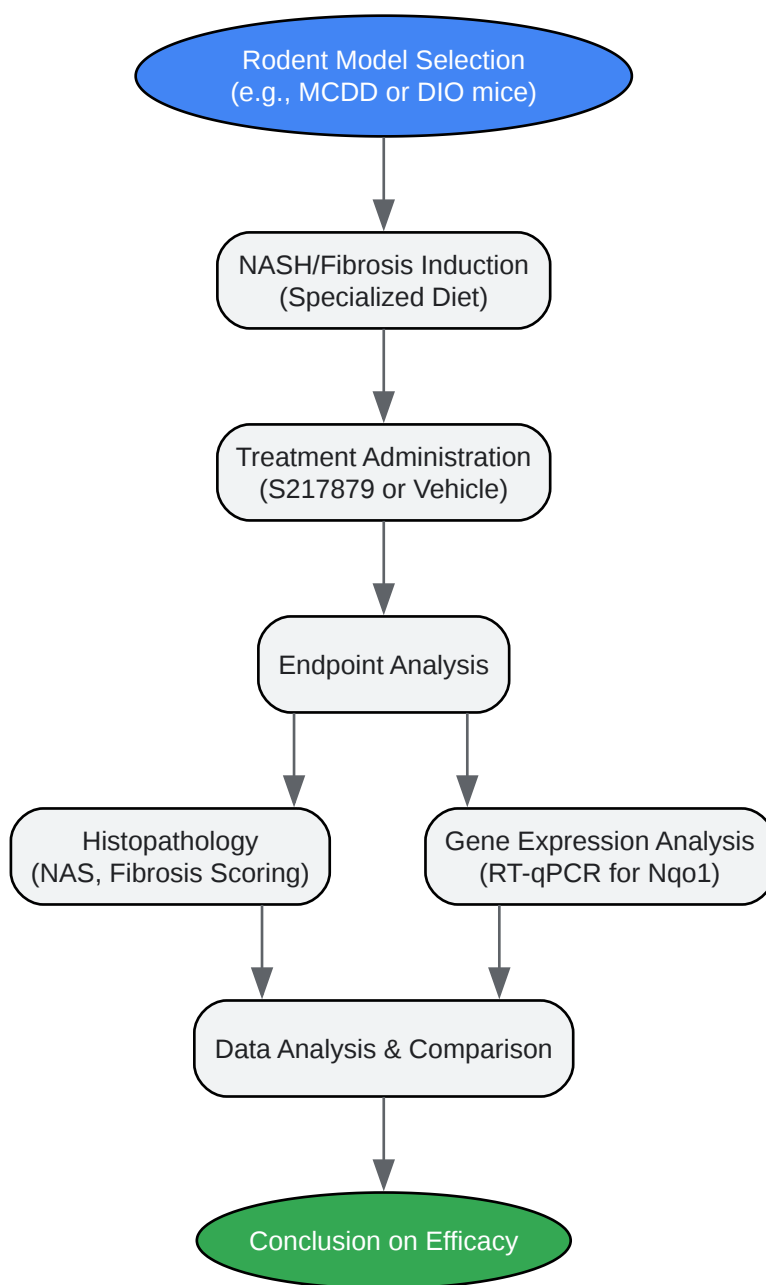 Rodent Model Selection
(e.g., MCDD or DIO mice)
NASH/Fibrosis Induction
(Specialized Diet)
Treatment Administration
(S217879 or Vehicle)
Endpoint Analysis
Histopathology
(NAS, Fibrosis Scoring)
Gene Expression Analysis
(RT-qPCR for Nqo1)
Data Analysis & Comparison
Conclusion on Efficacy